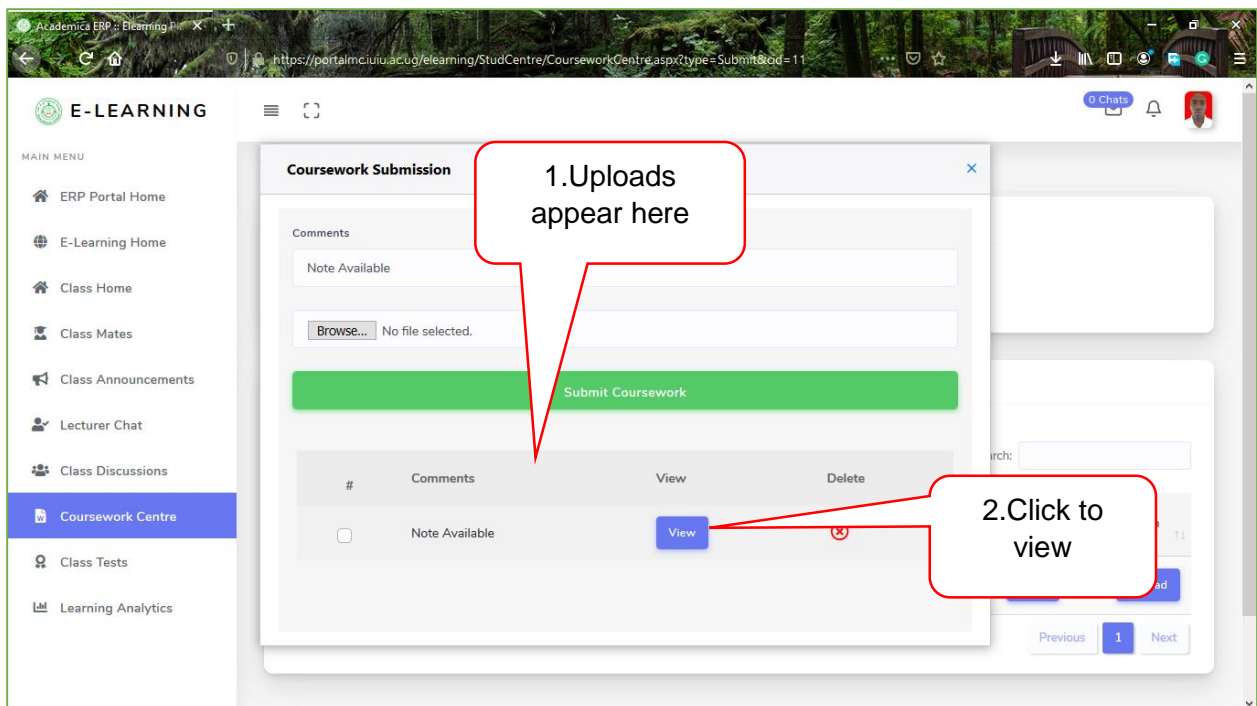 Academica ERP :: Elearning Pl
https://portalmc.iuiu.ac.ug/elearning/StudCentre/CourseworkCentre.aspx?type=Submit&cid=11
E-LEARNING
0 Chats
MAIN MENU
ERP Portal Home
E-Learning Home
Class Home
Class Mates
Class Announcements
Lecturer Chat
Class Discussions
Coursework Centre
Class Tests
Learning Analytics
Coursework Submission
×
1.Uploads
appear here
Comments
Note Available
Browse... No file selected.
Submit Coursework
# Comments View Delete
Note Available View
2.Click to
view
arch:
ad
Previous 1 Next